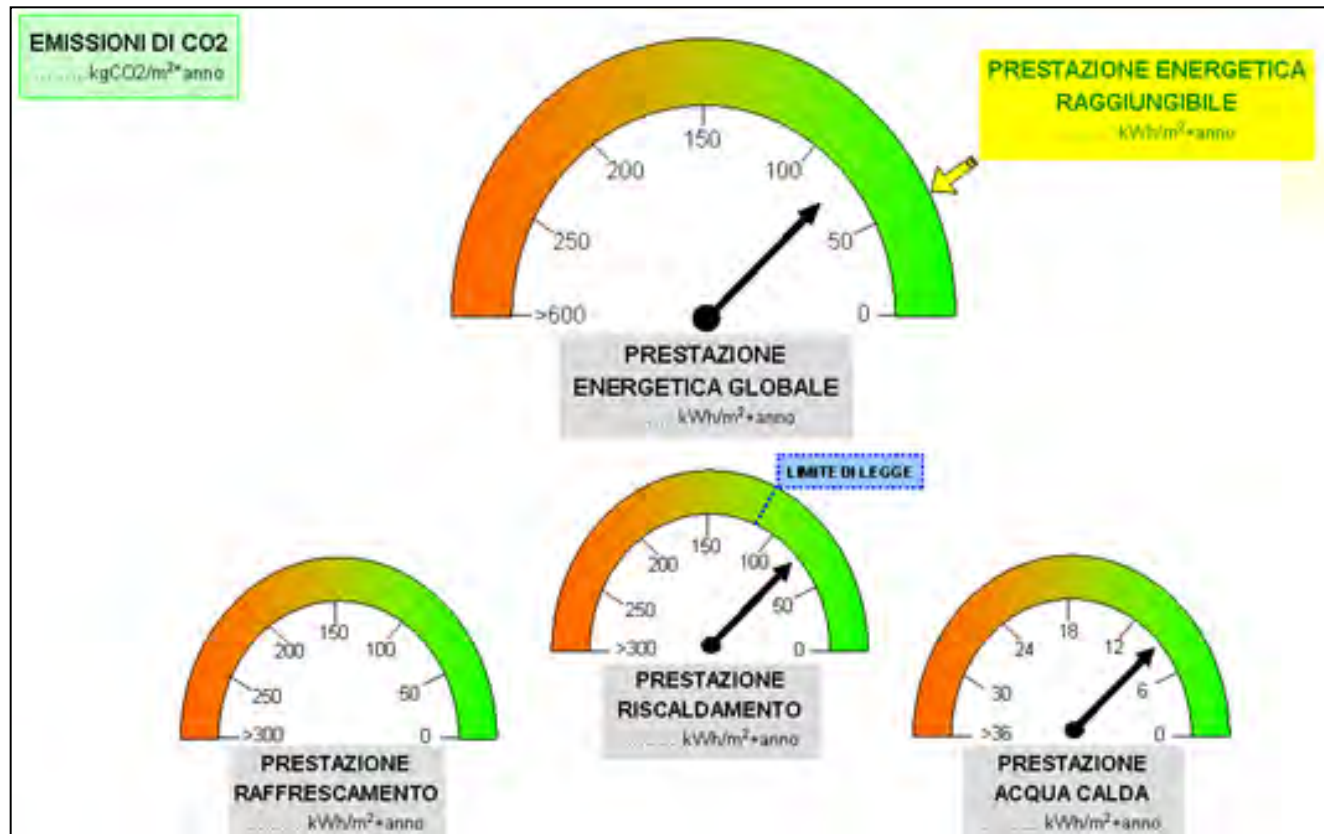 EMISSIONI DI CO2
.........kgCO2/m²*anno
PRESTAZIONE ENERGETICA
RAGGIUNGIBILE
......... kWh/m²*anno
>600
250
200
150
100
50
0
PRESTAZIONE
ENERGETICA GLOBALE
..... kWh/m²*anno
LIMITE DI LEGGE
>300
250
200
150
100
50
0
PRESTAZIONE
RISCALDAMENTO
......... kWh/m²*anno
>300
250
200
150
100
50
0
PRESTAZIONE
RAFFRESCAMENTO
......... kWh/m²*anno
>36
30
24
18
12
6
0
PRESTAZIONE
ACQUA CALDA
......... kWh/m²*anno